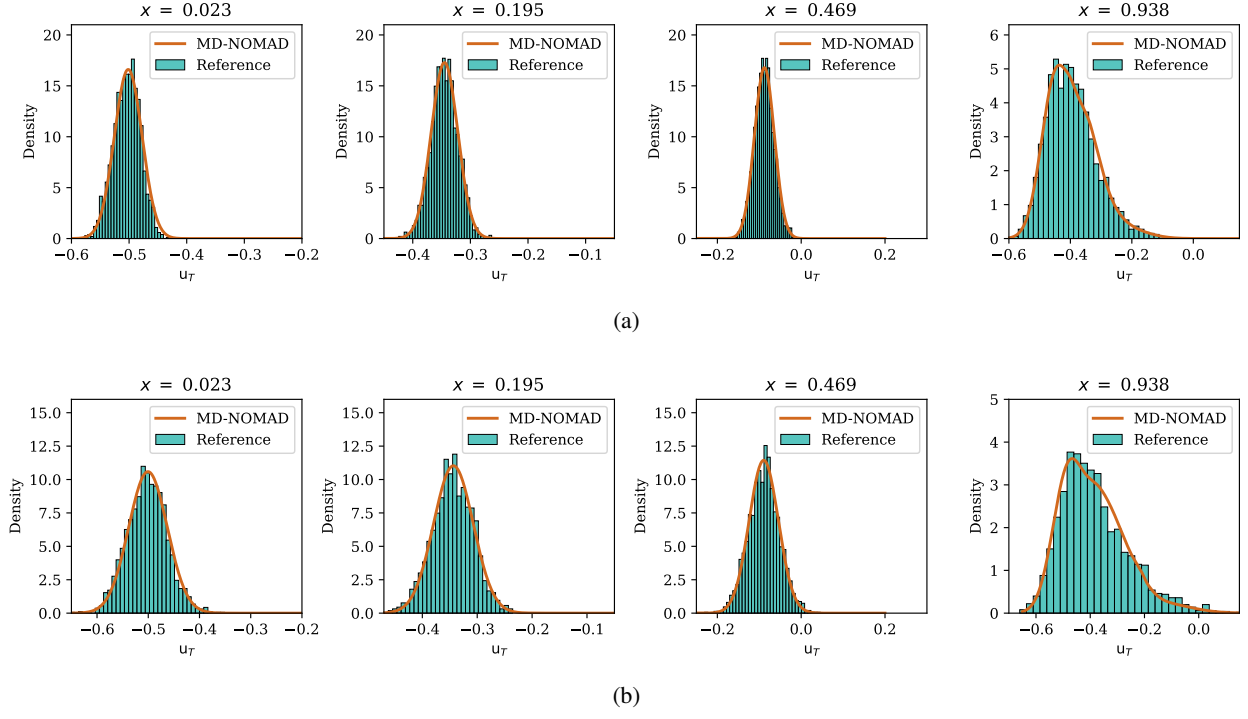 x = 0.023
x = 0.195
x = 0.469
x = 0.938
Density
20
15
10
5
0
MD-NOMAD
Reference
−0.6 −0.5 −0.4 −0.3 −0.2
u_T
Density
20
15
10
5
0
MD-NOMAD
Reference
−0.4 −0.3 −0.2 −0.1
u_T
Density
20
15
10
5
0
MD-NOMAD
Reference
−0.2 0.0 0.2
u_T
Density
6
5
4
3
2
1
0
MD-NOMAD
Reference
−0.6 −0.4 −0.2 0.0
u_T
(a)
x = 0.023
x = 0.195
x = 0.469
x = 0.938
Density
15.0
12.5
10.0
7.5
5.0
2.5
0.0
MD-NOMAD
Reference
−0.6 −0.5 −0.4 −0.3 −0.2
u_T
Density
15.0
12.5
10.0
7.5
5.0
2.5
0.0
MD-NOMAD
Reference
−0.4 −0.3 −0.2 −0.1
u_T
Density
15.0
12.5
10.0
7.5
5.0
2.5
0.0
MD-NOMAD
Reference
−0.2 0.0 0.2
u_T
Density
5
4
3
2
1
0
MD-NOMAD
Reference
−0.6 −0.4 −0.2 0.0
u_T
(b)